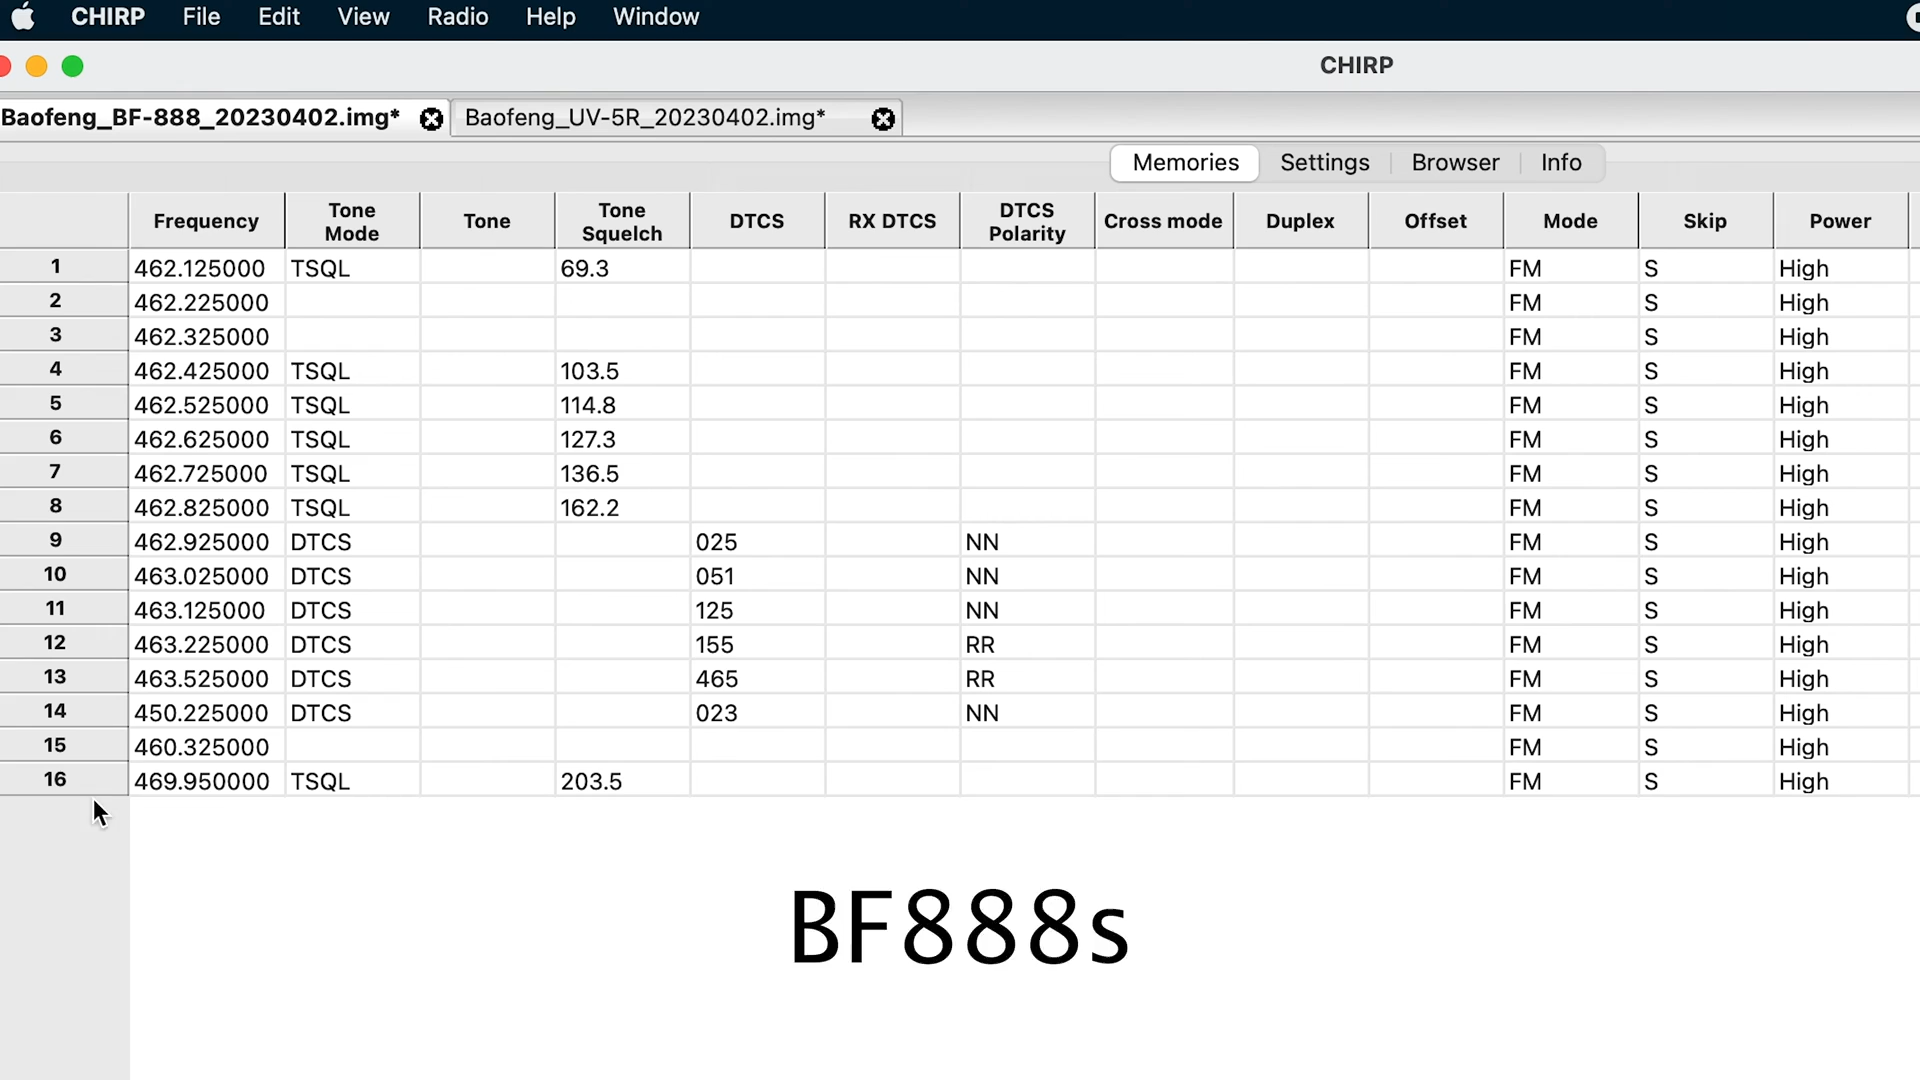 CHIRP File Edit View Radio Help Window
CHIRP
Baofeng_BF-888_20230402.img* Baofeng_UV-5R_20230402.img*
Memories Settings Browser Info
Frequency Tone Mode Tone Tone Squelch DTCS RX DTCS DTCS Polarity Cross mode Duplex Offset Mode Skip Power
1 462.125000 TSQL 69.3 FM S High
2 462.225000 FM S High
3 462.325000 FM S High
4 462.425000 TSQL 103.5 FM S High
5 462.525000 TSQL 114.8 FM S High
6 462.625000 TSQL 127.3 FM S High
7 462.725000 TSQL 136.5 FM S High
8 462.825000 TSQL 162.2 FM S High
9 462.925000 DTCS 025 NN FM S High
10 463.025000 DTCS 051 NN FM S High
11 463.125000 DTCS 125 NN FM S High
12 463.225000 DTCS 155 RR FM S High
13 463.525000 DTCS 465 RR FM S High
14 450.225000 DTCS 023 NN FM S High
15 460.325000 FM S High
16 469.950000 TSQL 203.5 FM S High
BF888s